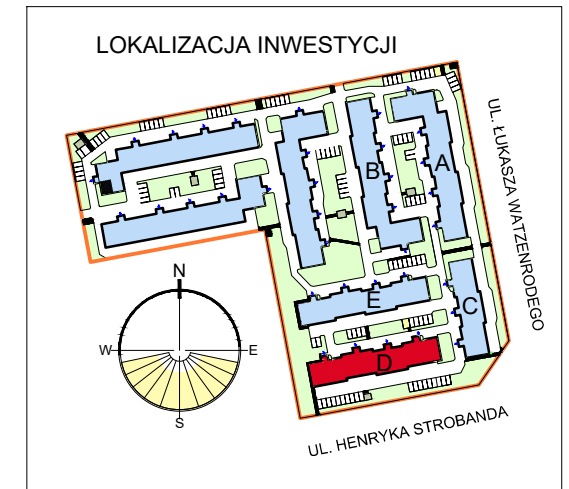 LOKALIZACJA INWESTYCJI
UL. ŁUKASZA WATZENRODEGO
A
B
N
E
C
W
E
D
S
UL. HENRYKA STROBANDA